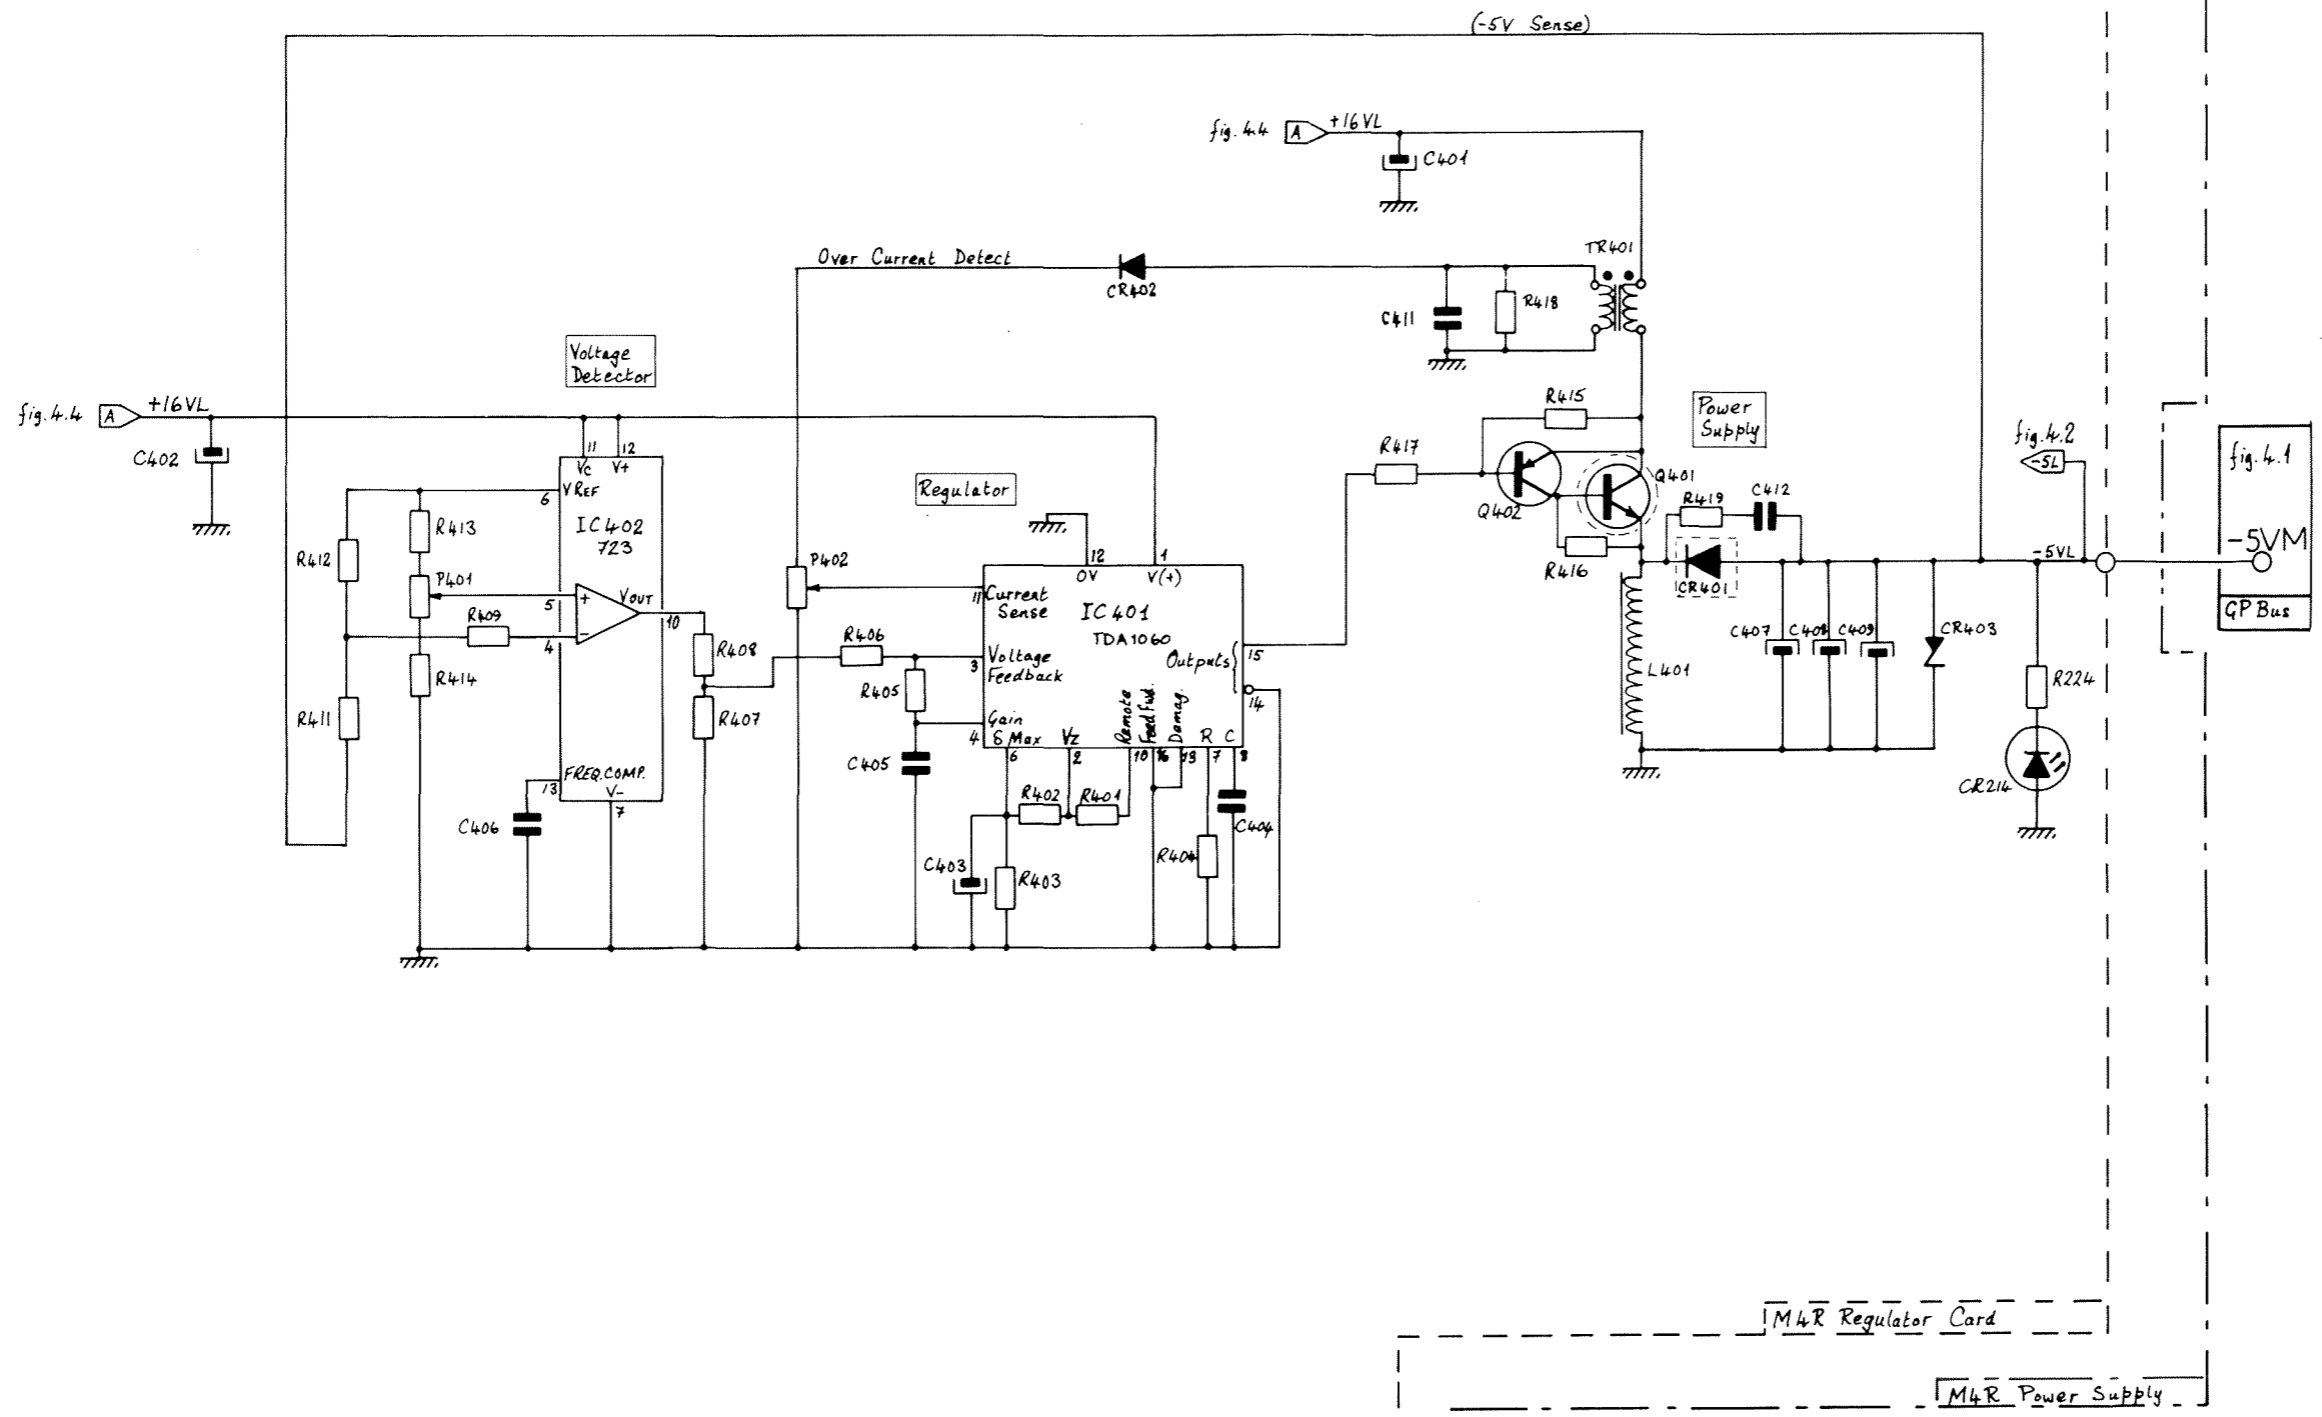 (-5V Sense)
fig. 4.4 A +16VL
C401
TR401
Over Current Detect
CR402
C411
R418
Voltage
Detector
fig. 4.4 A +16VL
C402
R415
Power
Supply
R417
Q402
Q401
R416
R419
C412
CR401
fig. 4.2
-5L
fig. 4.1
-5VM
GP Bus
-5VL
11 12
Vc V+
6 VREF
IC402
723
R412
R413
P401
5 +
VOUT
10
R409
4 -
R414
R411
R408
R407
13 FREQ.COMP.
V-
7
C406
Regulator
P402
12 1
0V V(+)
11 Current
Sense
IC401
TDA1060
R406
3 Voltage
Feedback
Outputs
15
14
R405
4 Gain
δ Max
Vz
Remote
Feed Fwd.
Demag.
R C
6 2 10 16 13 7 8
C405
R402 R401
C404
R404
C403
R403
L401
C407 C408 C409
CR403
R224
CR214
M4R Regulator Card
M4R Power Supply